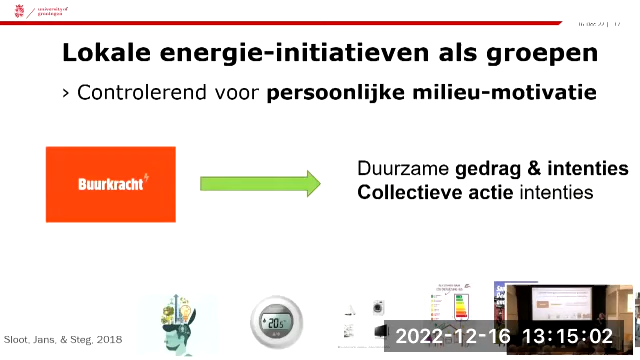 university of
groningen
Lokale energie-initiatieven als groepen
› Controlerend voor persoonlijke milieu-motivatie
Buurkracht
Duurzame gedrag & intenties
Collectieve actie intenties
20.5
Sloot, Jans, & Steg, 2018
2022-12-16 13:15:02